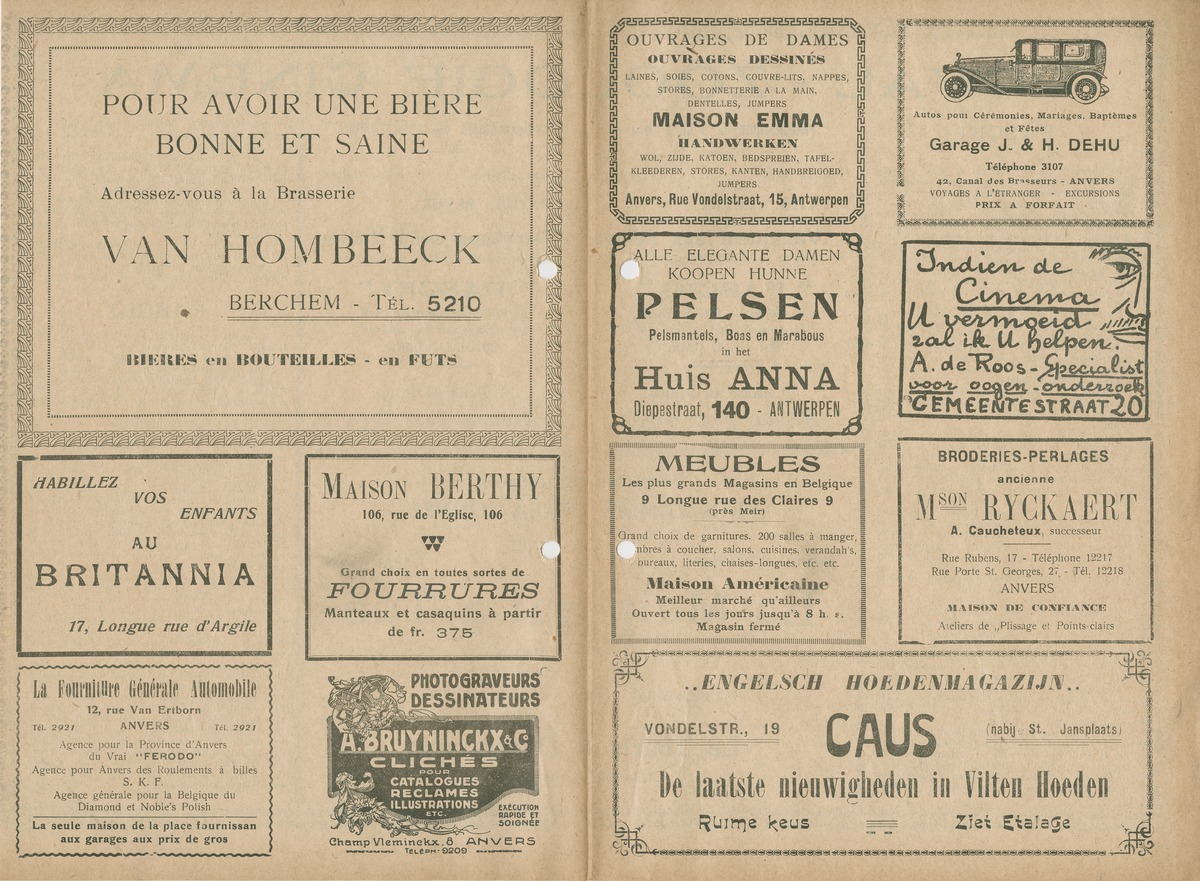 POUR AVOIR UNE BIÈRE
BONNE ET SAINE
Adressez-vous à la Brasserie
VAN HOMBEECK
BERCHEM - TÉL. 5210
BIERES en BOUTEILLES - en FUTS
HABILLEZ
VOS
ENFANTS
AU
BRITANNIA
17, Longue rue d'Argile
MAISON BERTHY
106, rue de l'Eglise, 106
Grand choix en toutes sortes de
FOURRURES
Manteaux et casaquins à partir
de fr. 375
La Fourniture Générale Automobile
12, rue Van Ertborn
Tél. 2921 ANVERS Tél. 2921
Agence pour la Province d'Anvers
du Vrai "FERODO"
Agence pour Anvers des Roulements à billes
S. K. F.
Agence générale pour la Belgique du
Diamond et Noble's Polish
La seule maison de la place fournissan
aux garages aux prix de gros
PHOTOGRAVEURS
DESSINATEURS
A. BRUYNINCKX & Co
CLICHÉS
POUR
CATALOGUES
RECLAMES
ILLUSTRATIONS
ETC.
EXECUTION
RAPIDE ET
SOIGNÉE
Champ Vleminckx. 8 ANVERS
TELEPH. 9209
OUVRAGES DE DAMES
OUVRAGES DESSINÉS
LAINES, SOIES, COTONS, COUVRE-LITS, NAPPES,
STORES, BONNETTERIE A LA MAIN,
DENTELLES, JUMPERS
MAISON EMMA
HANDWERKEN
WOL, ZIJDE, KATOEN, BEDSPREIEN, TAFEL-
KLEEDEREN, STORES, KANTEN, HANDBREIGOED,
JUMPERS
Anvers, Rue Vondelstraat, 15, Antwerpen
Autos pour Cérémonies, Mariages, Baptèmes
et Fêtes
Garage J. & H. DEHU
Téléphone 3107
42, Canal des Brasseurs - ANVERS
VOYAGES A L'ETRANGER - EXCURSIONS
PRIX A FORFAIT
ALLE ELEGANTE DAMEN
KOOPEN HUNNE
PELSEN
Pelsmantels, Boas en Marabous
in het
Huis ANNA
Diepestraat, 140 - ANTWERPEN
Indien de
Cinema
U vermoeid
zal ik U helpen.
A. de Roos - Specialist
voor oogen-onderzoek
GEMEENTESTRAAT 20
MEUBLES
Les plus grands Magasins en Belgique
9 Longue rue des Claires 9
(près Meir)
Grand choix de garnitures. 200 salles à manger,
mbres à coucher, salons, cuisines, verandah's,
bureaux, literies, chaises-longues, etc. etc.
Maison Américaine
Meilleur marché qu'ailleurs
Ouvert tous les jours jusqu'à 8 h. s.
Magasin fermé
BRODERIES-PERLAGES
ancienne
MSON RYCKAERT
A. Caucheteux, successeur
Rue Rubens, 17 - Téléphone 12217
Rue Porte St. Georges, 27 - Tél. 12218
ANVERS
MAISON DE CONFIANCE
Ateliers de „Plissage et Points-clairs
..ENGELSCH HOEDENMAGAZIJN..
VONDELSTR., 19 CAUS (nabij St. Jansplaats)
De laatste nieuwigheden in Vilten Hoeden
Ruime keus Ziet Etalage